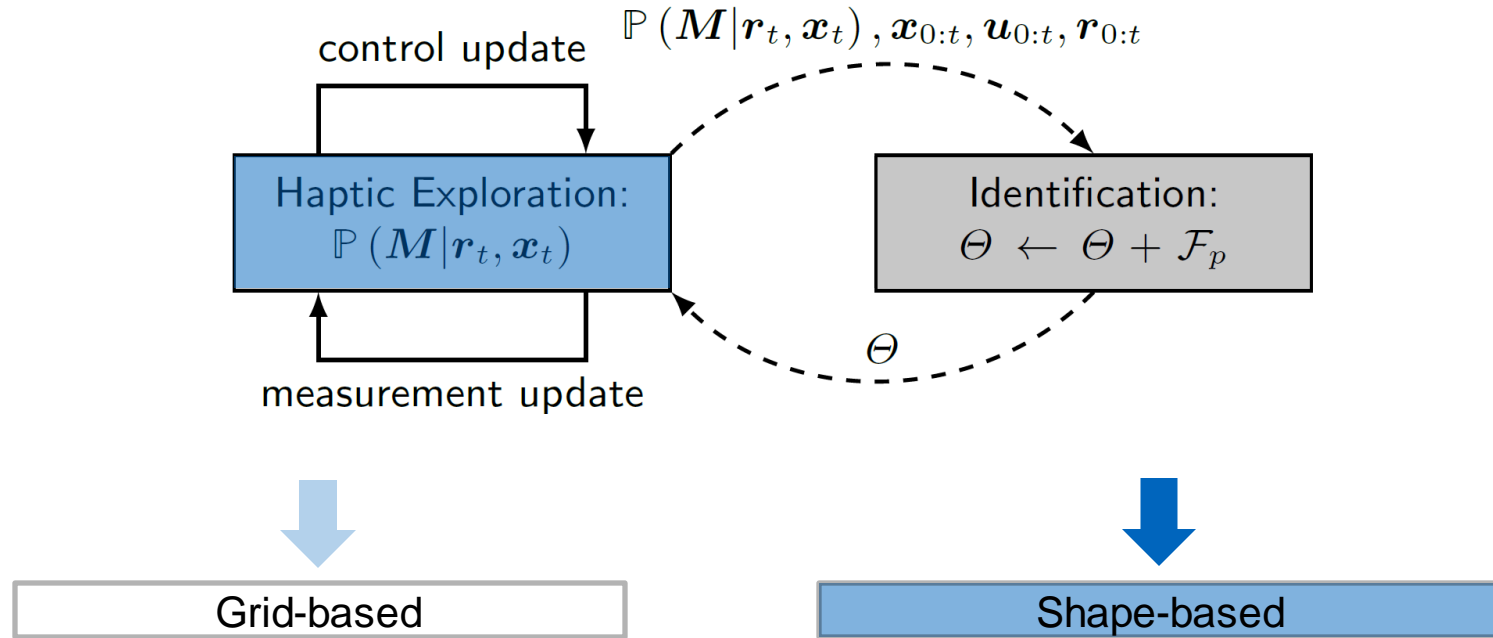 ℙ (M|r_t, x_t) , x_{0:t}, u_{0:t}, r_{0:t}
control update
Haptic Exploration:
ℙ (M|r_t, x_t)
Identification:
Θ ← Θ + ℱ_p
Θ
measurement update
Grid-based
Shape-based